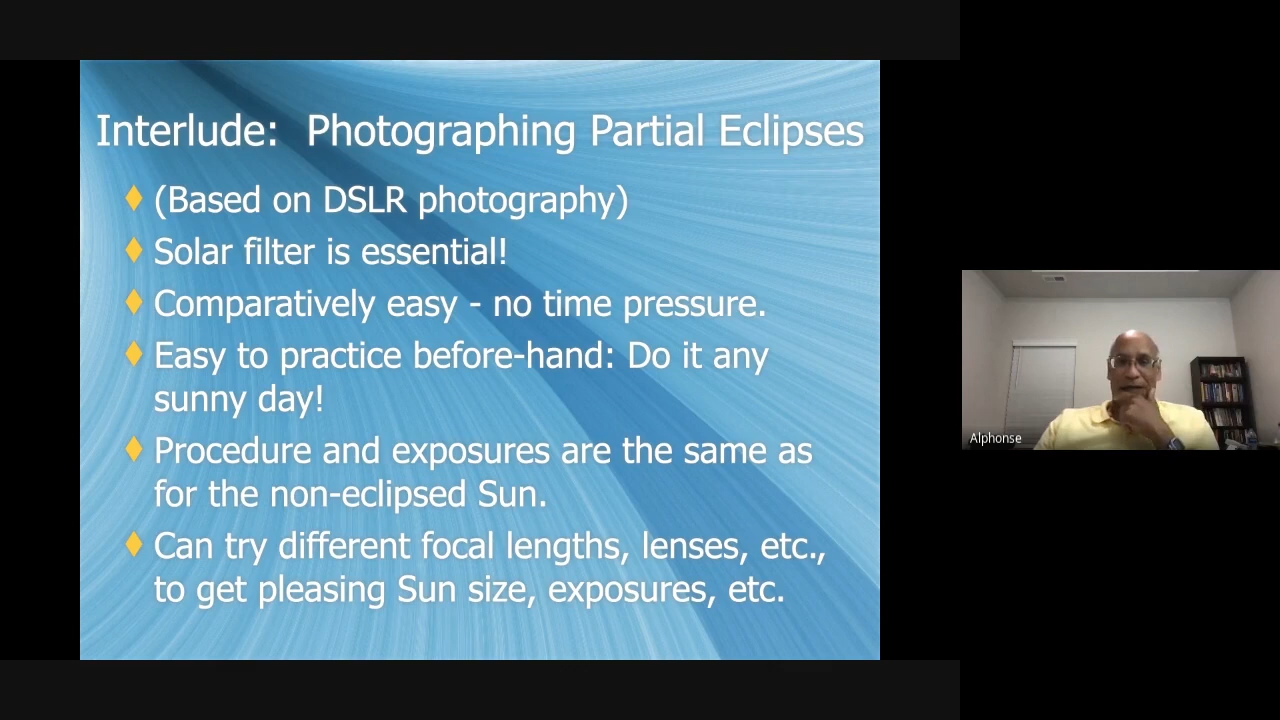 Interlude:  Photographing Partial Eclipses
(Based on DSLR photography)
Solar filter is essential!
Comparatively easy - no time pressure.
Easy to practice before-hand: Do it any
sunny day!
Procedure and exposures are the same as
for the non-eclipsed Sun.
Can try different focal lengths, lenses, etc.,
to get pleasing Sun size, exposures, etc.
Alphonse